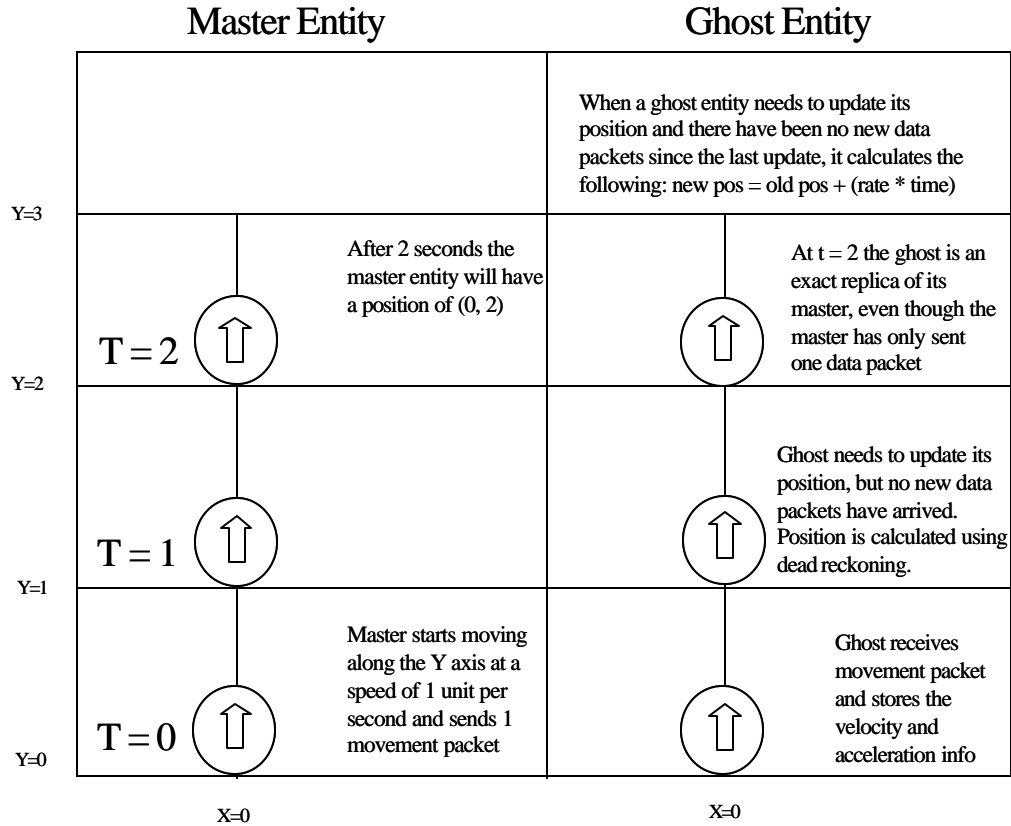 Master Entity
Ghost Entity
When a ghost entity needs to update its
position and there have been no new data
packets since the last update, it calculates the
following: new pos = old pos + (rate * time)
Y=3
After 2 seconds the
master entity will have
a position of (0, 2)
At t = 2 the ghost is an
exact replica of its
master, even though the
master has only sent
one data packet
T = 2
Y=2
Ghost needs to update its
position, but no new data
packets have arrived.
Position is calculated using
dead reckoning.
T = 1
Y=1
Master starts moving
along the Y axis at a
speed of 1 unit per
second and sends 1
movement packet
Ghost receives
movement packet
and stores the
velocity and
acceleration info
T = 0
Y=0
X=0
X=0